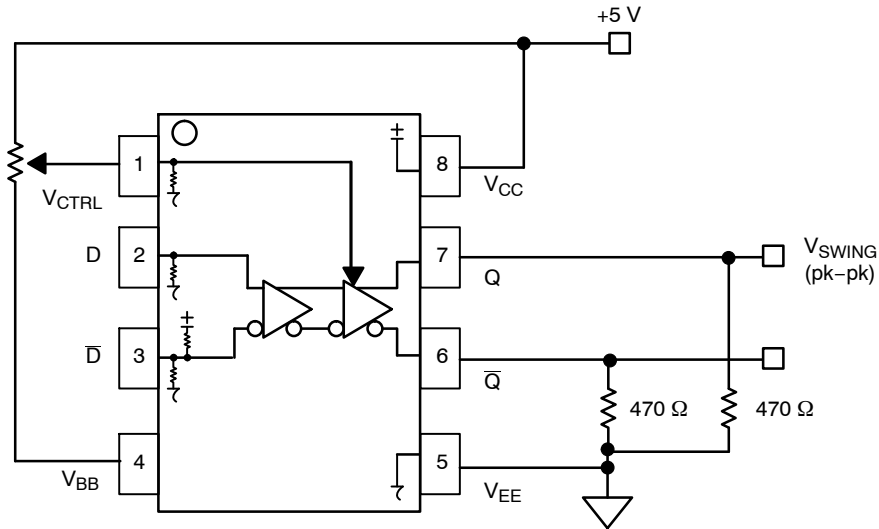 +5 V
1
V_CTRL
8
V_CC
D
2
7
Q
V_SWING
(pk−pk)
D̅
3
6
Q̅
470 Ω
470 Ω
V_BB
4
5
V_EE